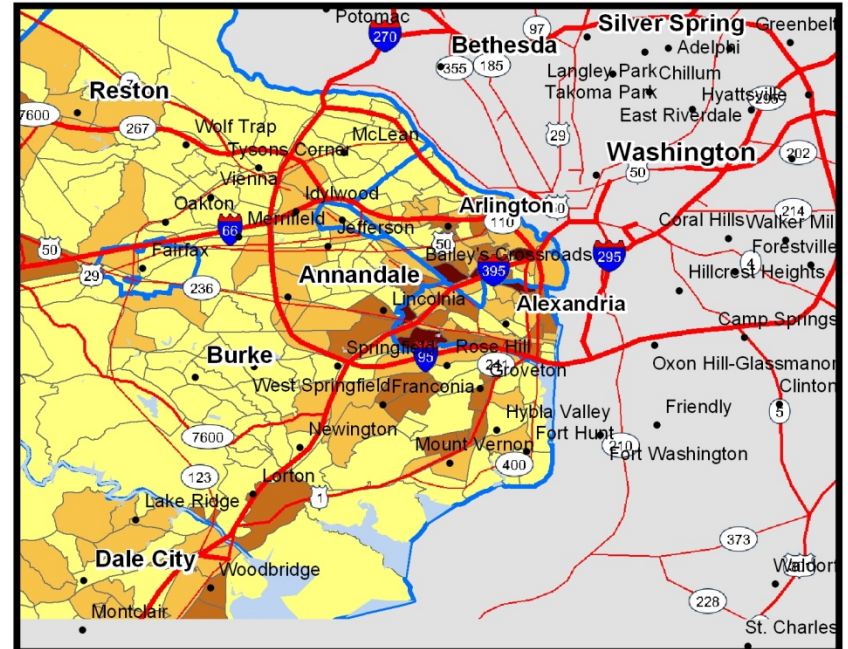 Potomac
270
97
Silver Spring
Greenbelt
Bethesda
Adelphi
355
185
Langley Park
Chillum
Reston
Takoma Park
Hyattsville
295
7600
East Riverdale
267
Wolf Trap
McLean
29
Tysons Corner
Washington
202
Vienna
50
Idylwood
Oakton
Arlington
214
66
Merrifield
Jefferson
110
Coral Hills
Walker Mill
50
Fairfax
50
Bailey's Crossroads
295
Forestville
29
Annandale
395
4
236
Hillcrest Heights
Lincolnia
Alexandria
Camp Springs
Burke
Springfield
95
Rose Hill
241
Oxon Hill-Glassmanor
West Springfield
Franconia
Groveton
Clinton
Hybla Valley
Friendly
5
7600
Newington
Fort Hunt
210
Mount Vernon
Fort Washington
123
Lorton
400
Lake Ridge
1
373
Dale City
Woodbridge
Waldorf
228
Montclair
St. Charles